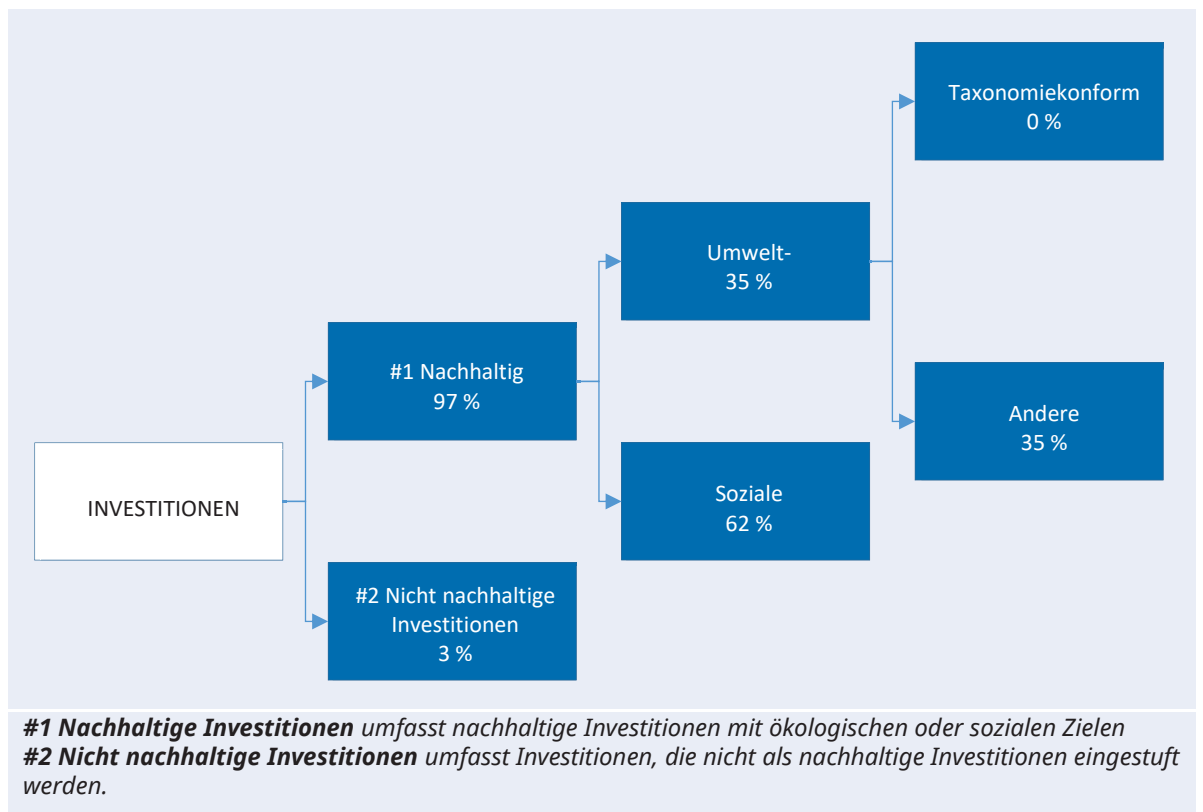 Taxonomiekonform
0 %
Umwelt-
35 %
#1 Nachhaltig
97 %
Andere
35 %
INVESTITIONEN
Soziale
62 %
#2 Nicht nachhaltige
Investitionen
3 %
#1 Nachhaltige Investitionen umfasst nachhaltige Investitionen mit ökologischen oder sozialen Zielen
#2 Nicht nachhaltige Investitionen umfasst Investitionen, die nicht als nachhaltige Investitionen eingestuft
werden.